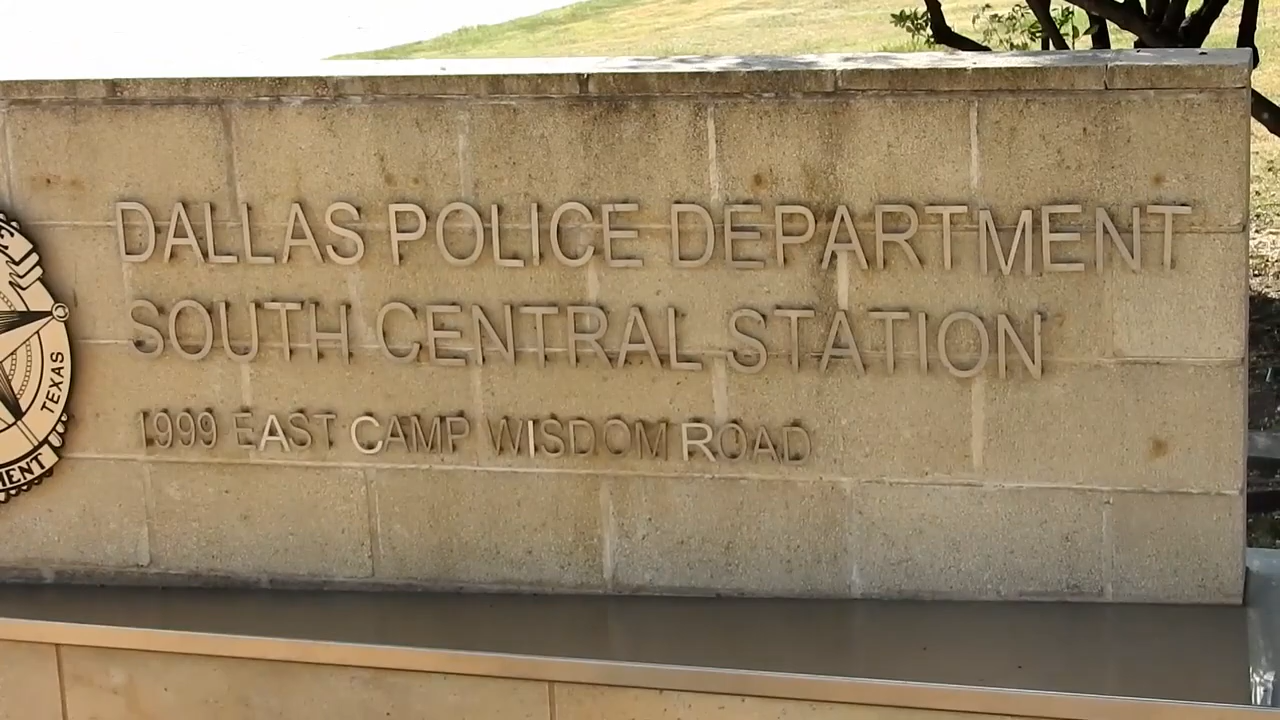 DALLAS POLICE DEPARTMENT
SOUTH CENTRAL STATION
1999 EAST CAMP WISDOM ROAD
TEXAS